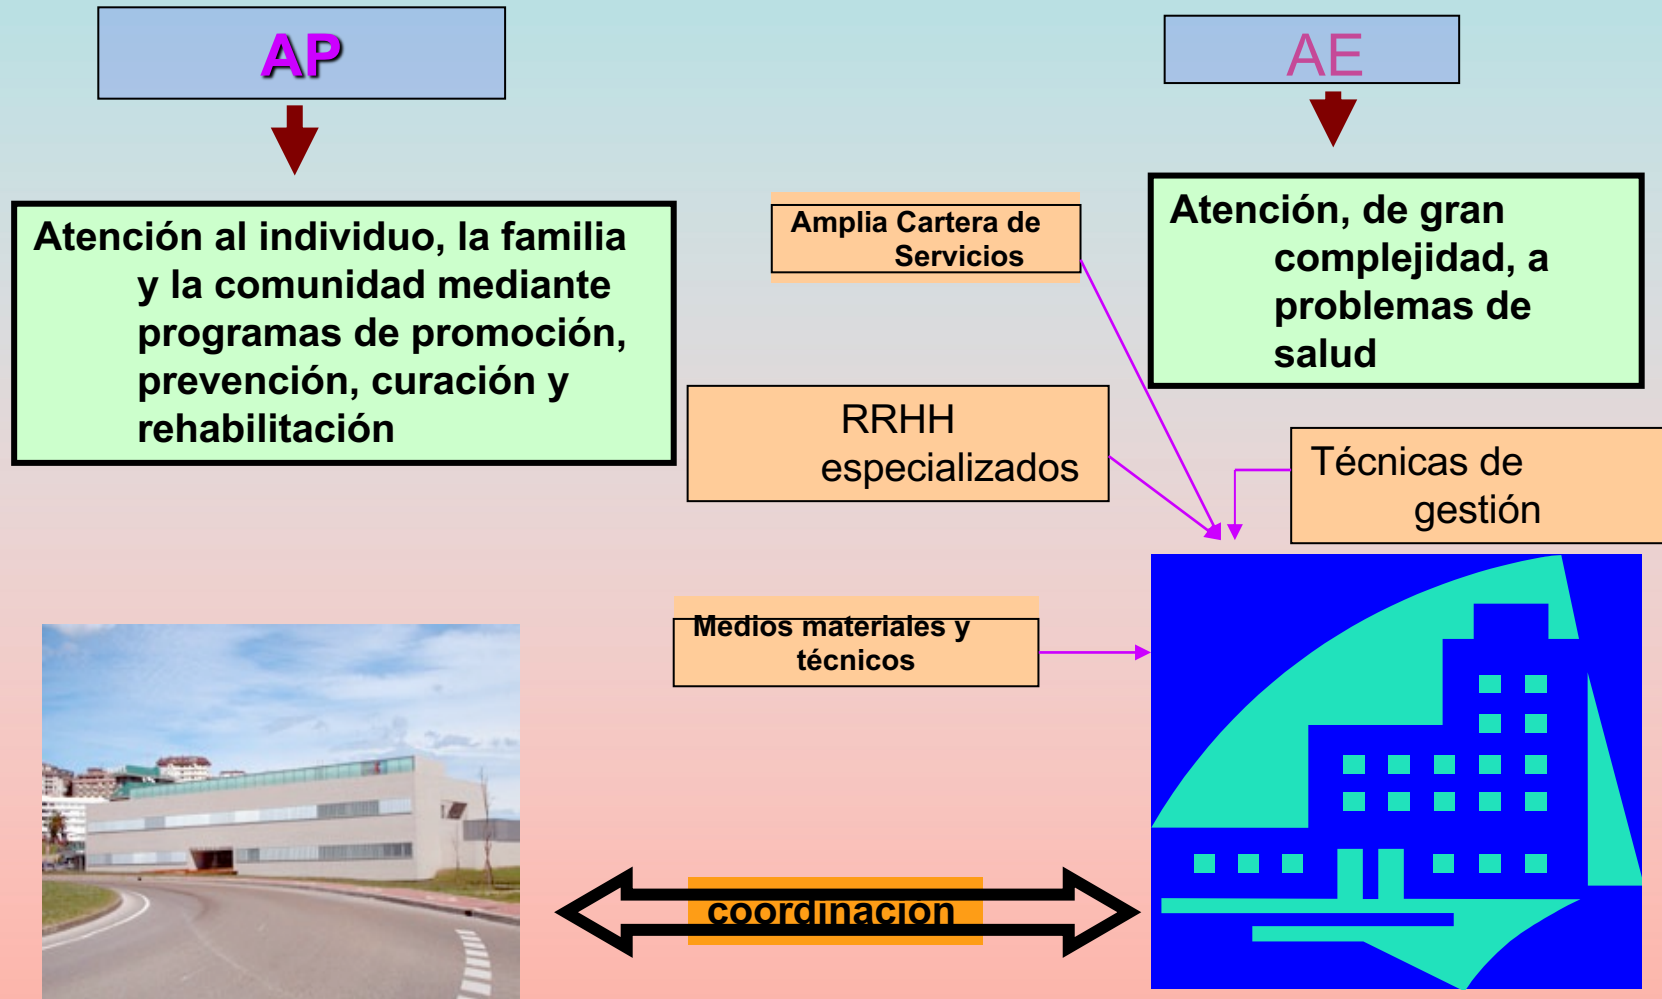 AP
AE
Atención al individuo, la familia
y la comunidad mediante
programas de promoción,
prevención, curación y
rehabilitación
Amplia Cartera de
Servicios
Atención, de gran
complejidad, a
problemas de
salud
RRHH
especializados
Técnicas de
gestión
Medios materiales y
técnicos
coordinación